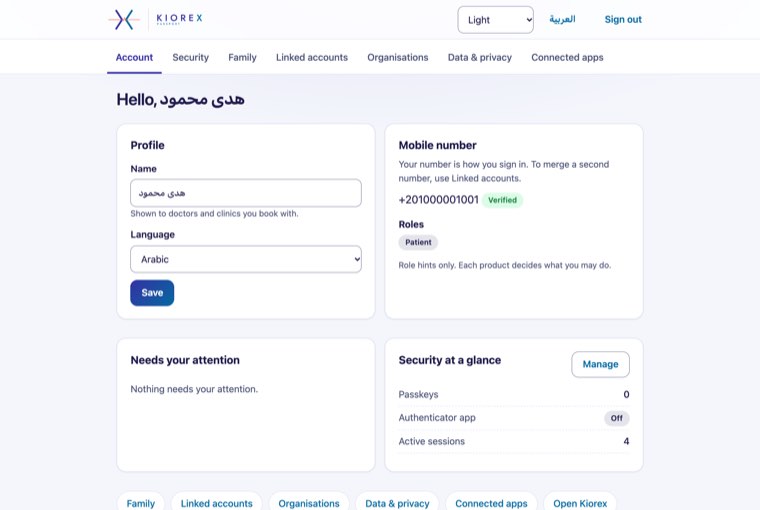 KIOREX
PASSPORT
Light
العربية
Sign out
Account
Security
Family
Linked accounts
Organisations
Data & privacy
Connected apps
Hello, هدى محمود
Profile
Name
هدى محمود
Shown to doctors and clinics you book with.
Language
Arabic
Save
Mobile number
Your number is how you sign in. To merge a second
number, use Linked accounts.
+201000001001 Verified
Roles
Patient
Role hints only. Each product decides what you may do.
Needs your attention
Nothing needs your attention.
Security at a glance
Manage
Passkeys 0
Authenticator app Off
Active sessions 4
Family
Linked accounts
Organisations
Data & privacy
Connected apps
Open Kiorex